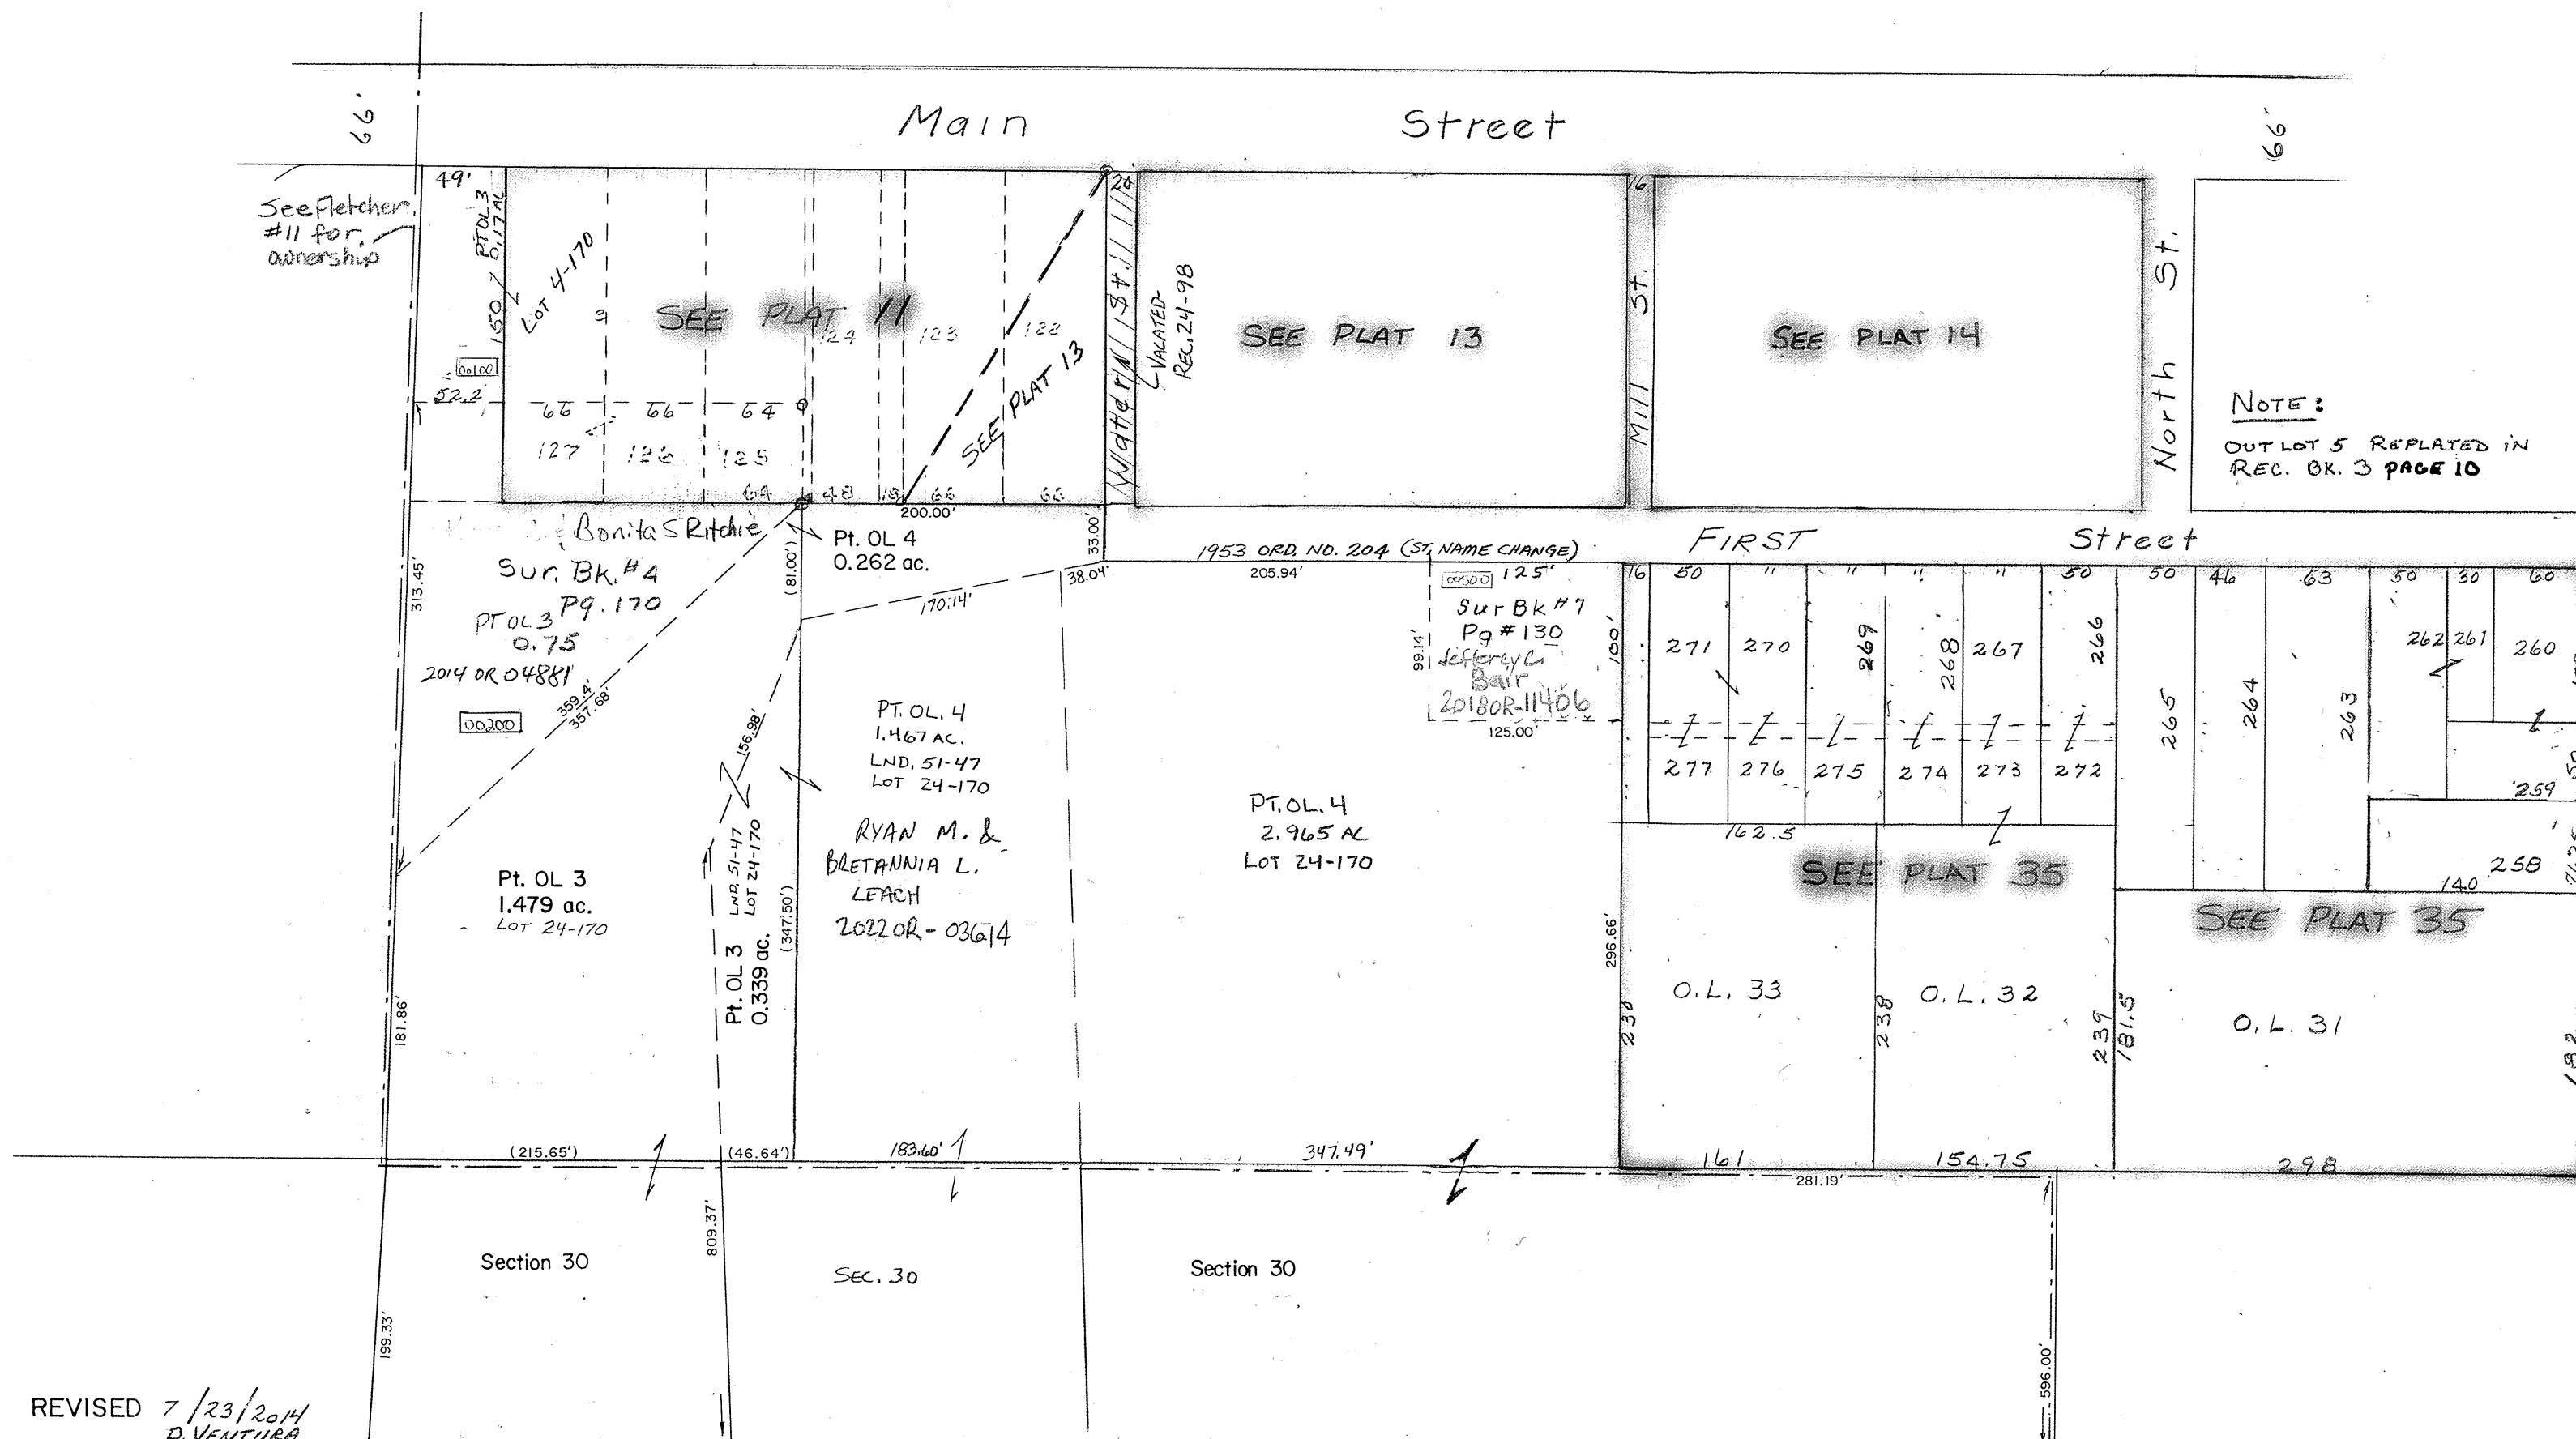 66'
Main Street
66'
49'
PT OL 3
0.17 AC
150
See Fletcher
#11 for
ownership
LOT 4-170
SEE PLAT 11
124
123
122
SEE PLAT 13
20
VACATED
REC. 24-98
SEE PLAT 13
16
Mill St.
SEE PLAT 14
North St.
NOTE:
OUT LOT 5 REPLATED IN
REC. BK. 3 PAGE 10
00100
52.2
66 66 64
127 126 125
64 48 18 66 66
200.00'
33.00'
Bonita S Ritchie
Sur. Bk. #4
Pg. 170
PT OL 3
0.75
2014 OR 04881
00200
313.45'
359.4'
357.68'
(81.00')
Pt. OL 4
0.262 ac.
170.14'
38.04'
1953 ORD. NO. 204 (ST. NAME CHANGE)
205.94'
FIRST Street
00500
125'
Sur Bk #7
Pg #130
Jefferey G
Bair
2018OR-11406
99.14'
125.00'
100'
16 50 " " " " 50 50 46 63 50 30 60
271 270 269 268 267 266
265 264 263
262 261 260
277 276 275 274 273 272
259
50
258
140
162.5
SEE PLAT 35
SEE PLAT 35
156.98'
PT. OL. 4
1.467 AC.
LND. 51-47
LOT 24-170
RYAN M. &
BRETANNIA L.
LEACH
2022OR-03614
PT. OL. 4
2.965 AC
LOT 24-170
Pt. OL 3
1.479 ac.
LOT 24-170
LND. 51-47
LOT 24-170
Pt. OL 3
0.339 ac.
(347.50')
296.66'
181.86'
O.L. 33
O.L. 32
O.L. 31
238
238
239
181.5
(215.65')
(46.64')
183.60'
347.49'
161
154.75
298
281.19'
809.37'
Section 30
SEC. 30
Section 30
199.33'
596.00'
REVISED 7/23/2014
D. VENTURA